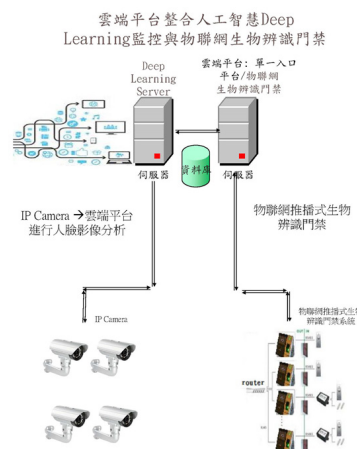 雲端平台整合人工智慧Deep
Learning監控與物聯網生物辨識門禁
Deep
Learning
Server
雲端平台：單一入口
平台/物聯網
生物辨識門禁
資料庫
伺服器
伺服器
IP Camera→雲端平台
進行人臉影像分析
物聯網推播式生物
辨識門禁
IP Camera
物聯網推播式生物
辨識門禁系統
router